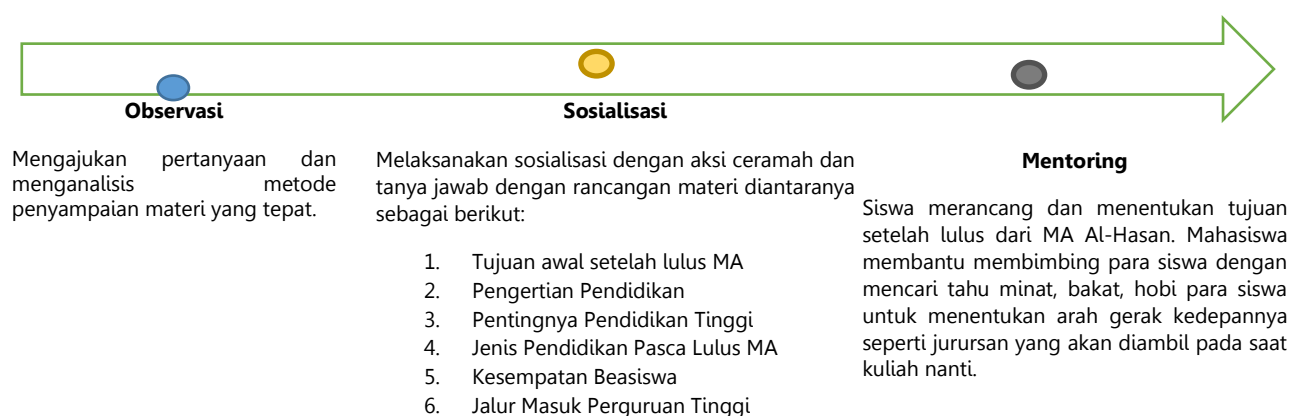 Observasi
Mengajukan pertanyaan dan
menganalisis metode
penyampaian materi yang tepat.
Sosialisasi
Melaksanakan sosialisasi dengan aksi ceramah dan
tanya jawab dengan rancangan materi diantaranya
sebagai berikut:
1. Tujuan awal setelah lulus MA
2. Pengertian Pendidikan
3. Pentingnya Pendidikan Tinggi
4. Jenis Pendidikan Pasca Lulus MA
5. Kesempatan Beasiswa
6. Jalur Masuk Perguruan Tinggi
Mentoring
Siswa merancang dan menentukan tujuan
setelah lulus dari MA Al-Hasan. Mahasiswa
membantu membimbing para siswa dengan
mencari tahu minat, bakat, hobi para siswa
untuk menentukan arah gerak kedepannya
seperti jurursan yang akan diambil pada saat
kuliah nanti.